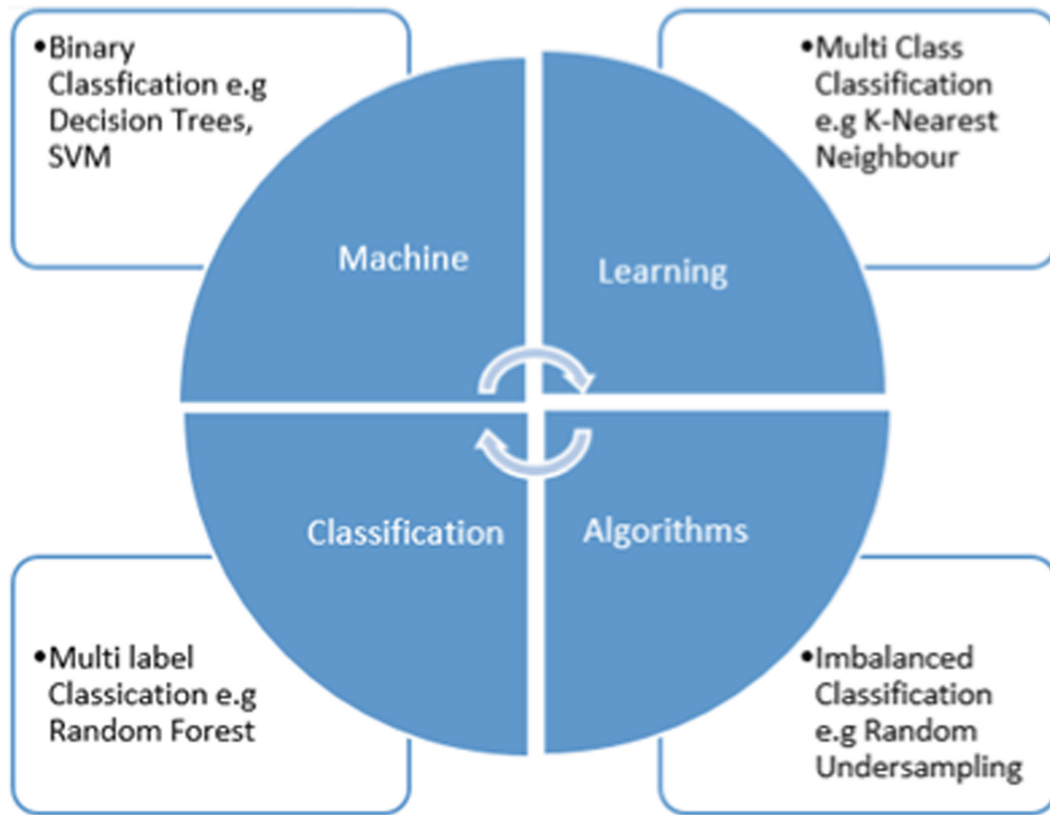 •Binary
Classfication e.g
Decision Trees,
SVM
•Multi Class
Classification
e.g K-Nearest
Neighbour
Machine
Learning
Classification
Algorithms
•Multi label
Classication e.g
Random Forest
•Imbalanced
Classification
e.g Random
Undersampling